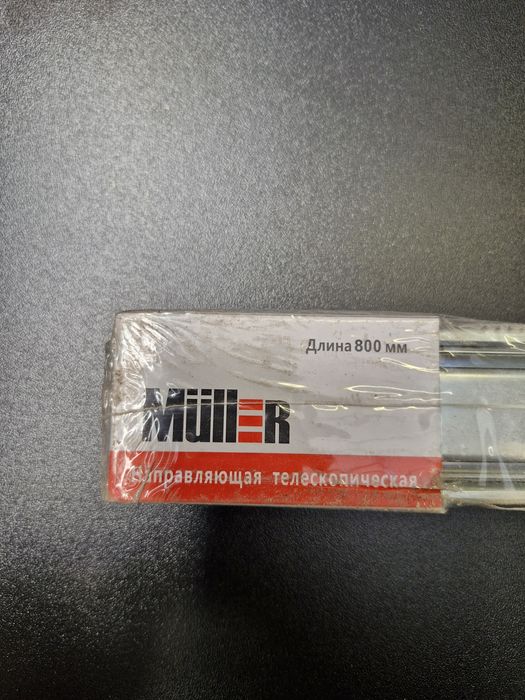 Длина 800 мм
MüllER
Направляющая телескопическая